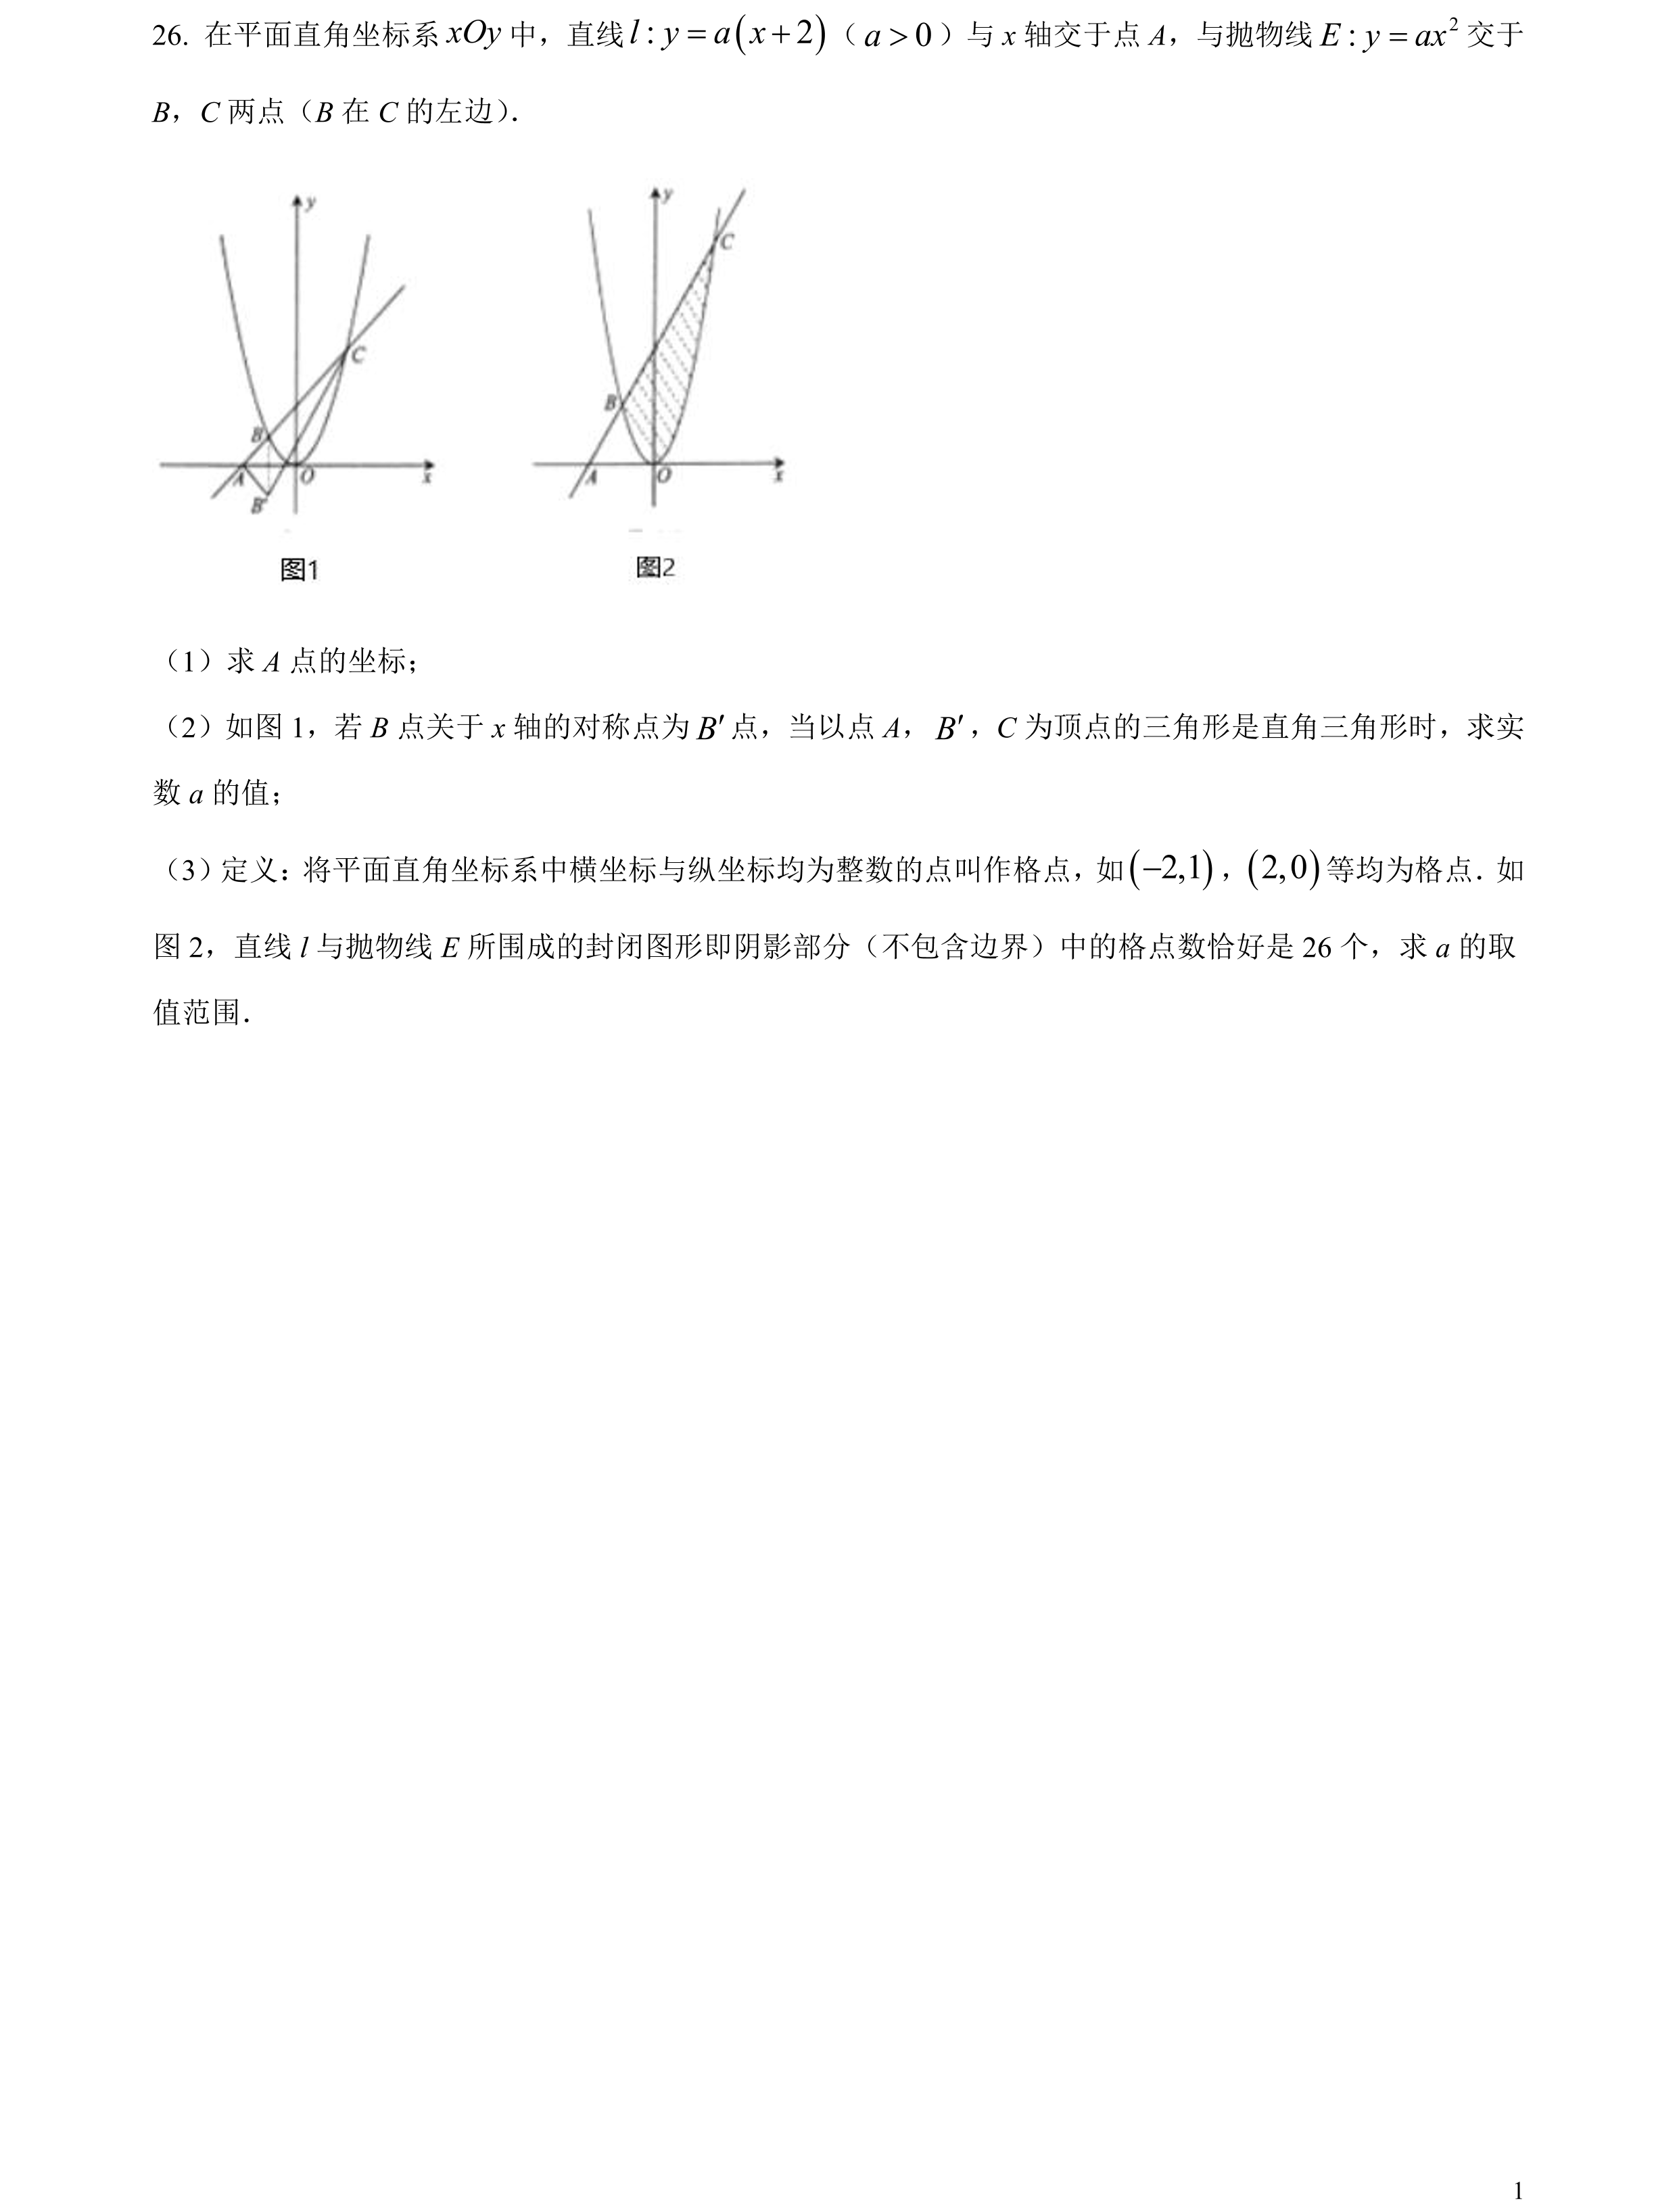 26. 在平面直角坐标系 xOy 中，直线 l : y = a(x+2)（a > 0）与 x 轴交于点 A，与抛物线 E : y = ax² 交于
B，C 两点（B 在 C 的左边）.
y
C
B
A
O
x
B'
图1
y
C
B
A
O
x
图2
（1）求 A 点的坐标；
（2）如图 1，若 B 点关于 x 轴的对称点为 B′ 点，当以点 A，B′，C 为顶点的三角形是直角三角形时，求实
数 a 的值；
（3）定义：将平面直角坐标系中横坐标与纵坐标均为整数的点叫作格点，如(−2,1)，(2,0)等均为格点．如
图 2，直线 l 与抛物线 E 所围成的封闭图形即阴影部分（不包含边界）中的格点数恰好是 26 个，求 a 的取
值范围．
1